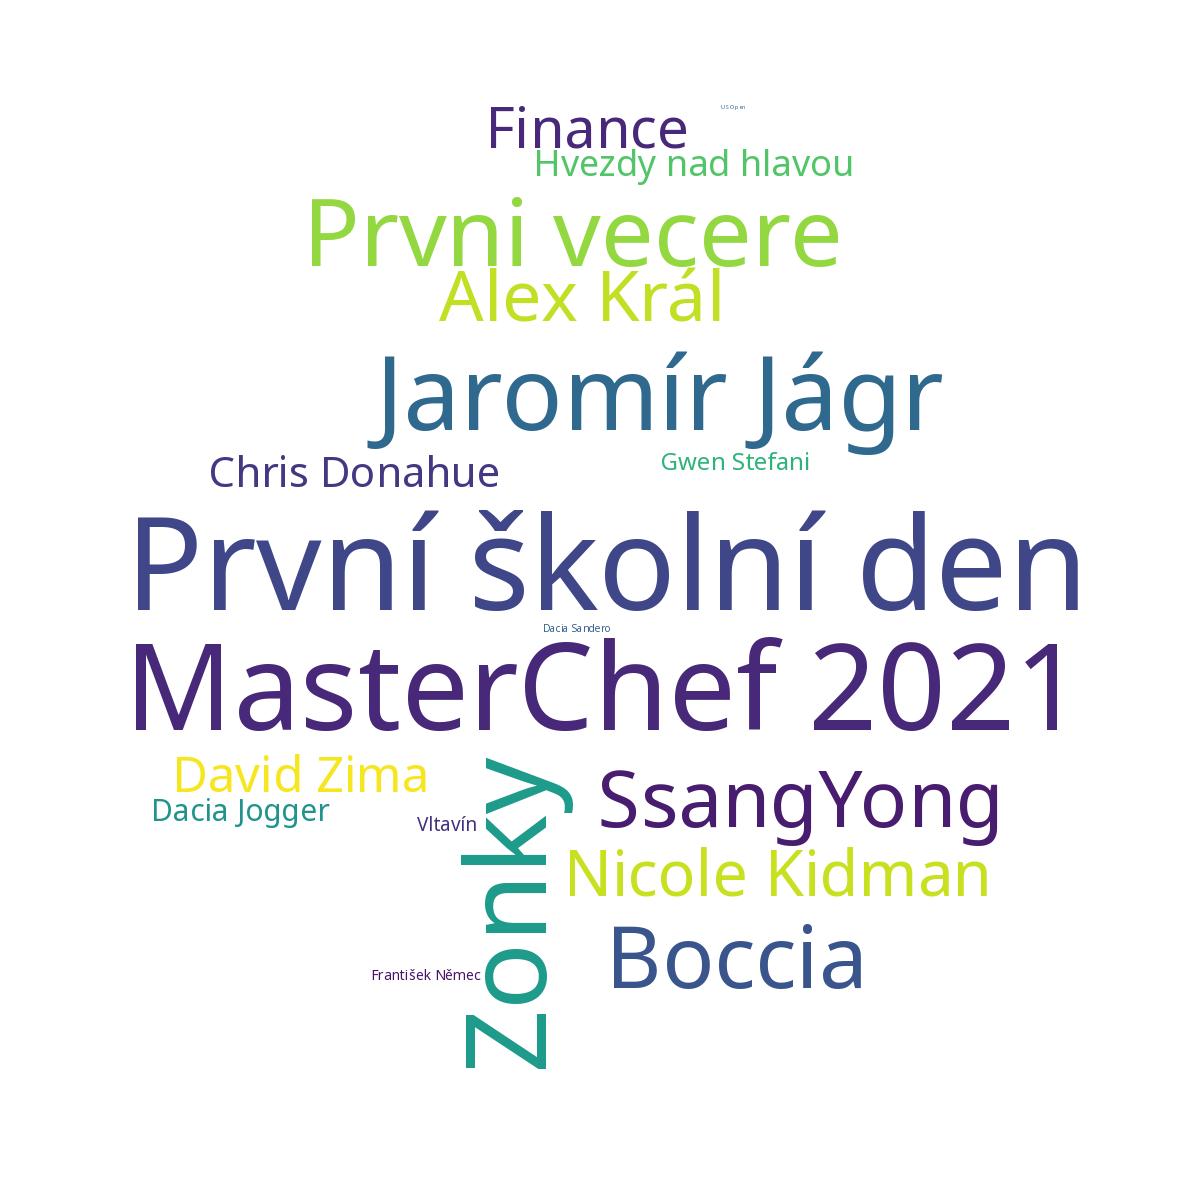 US Open
Finance
Hvezdy nad hlavou
Prvni vecere
Alex Král
Jaromír Jágr
Chris Donahue
Gwen Stefani
První školní den
Dacia Sandero
MasterChef 2021
David Zima
SsangYong
Dacia Jogger
Vltavín
Zonky
Nicole Kidman
Boccia
František Němec